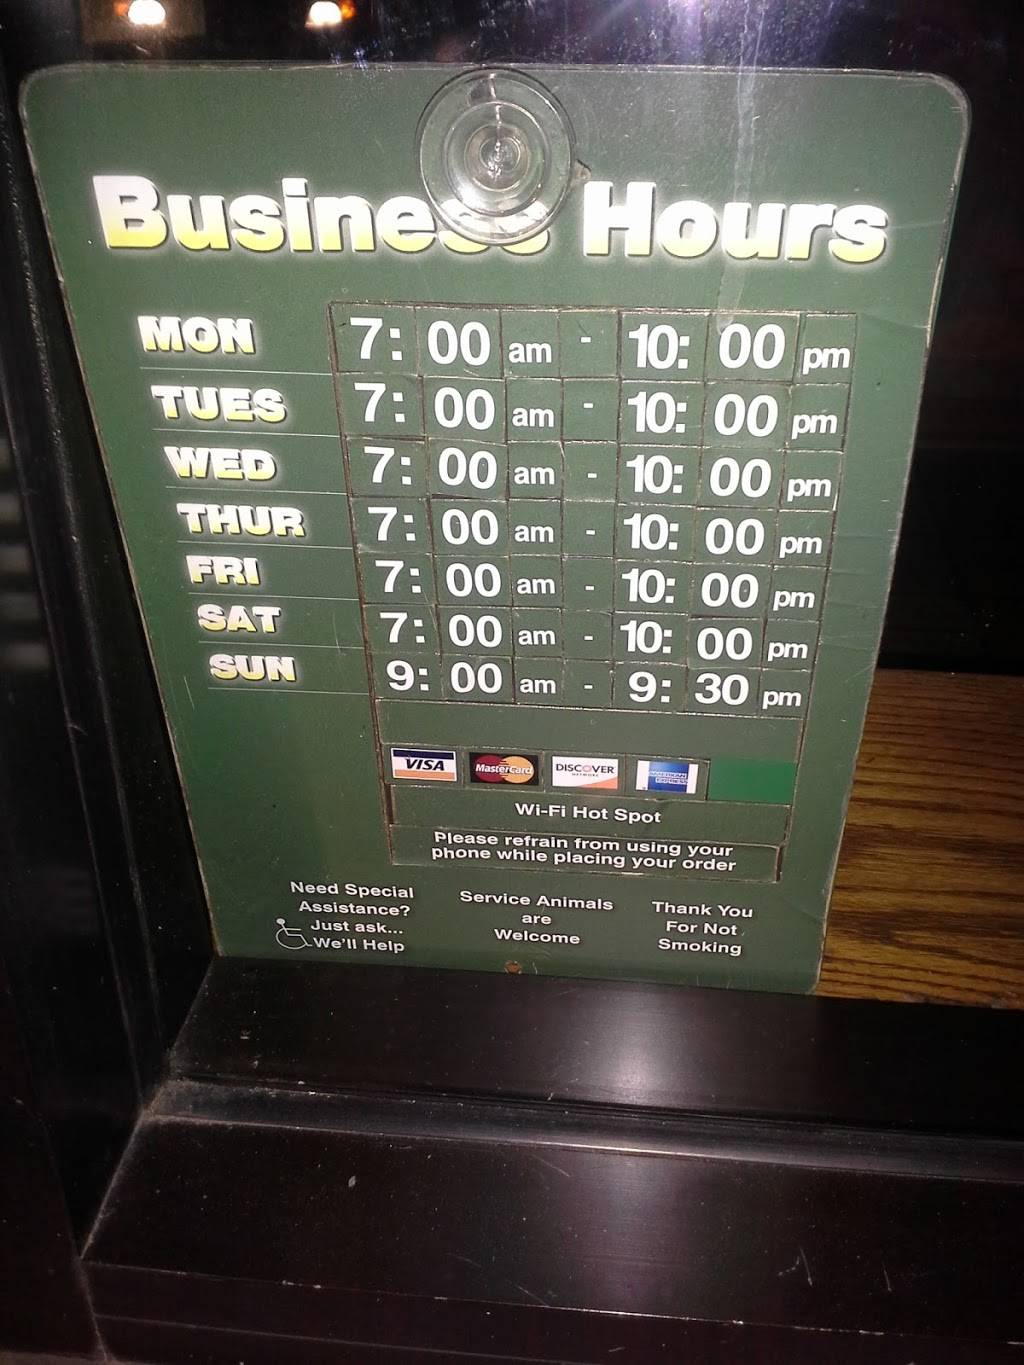 Business Hours
MON 7: 00 am - 10: 00 pm
TUES 7: 00 am - 10: 00 pm
WED 7: 00 am - 10: 00 pm
THUR 7: 00 am - 10: 00 pm
FRI 7: 00 am - 10: 00 pm
SAT 7: 00 am - 10: 00 pm
SUN 9: 00 am - 9: 30 pm
VISA MasterCard DISCOVER NETWORK AMERICAN EXPRESS
Wi-Fi Hot Spot
Please refrain from using your
phone while placing your order
Need Special
Assistance?
Just ask...
We'll Help
Service Animals
are
Welcome
Thank You
For Not
Smoking